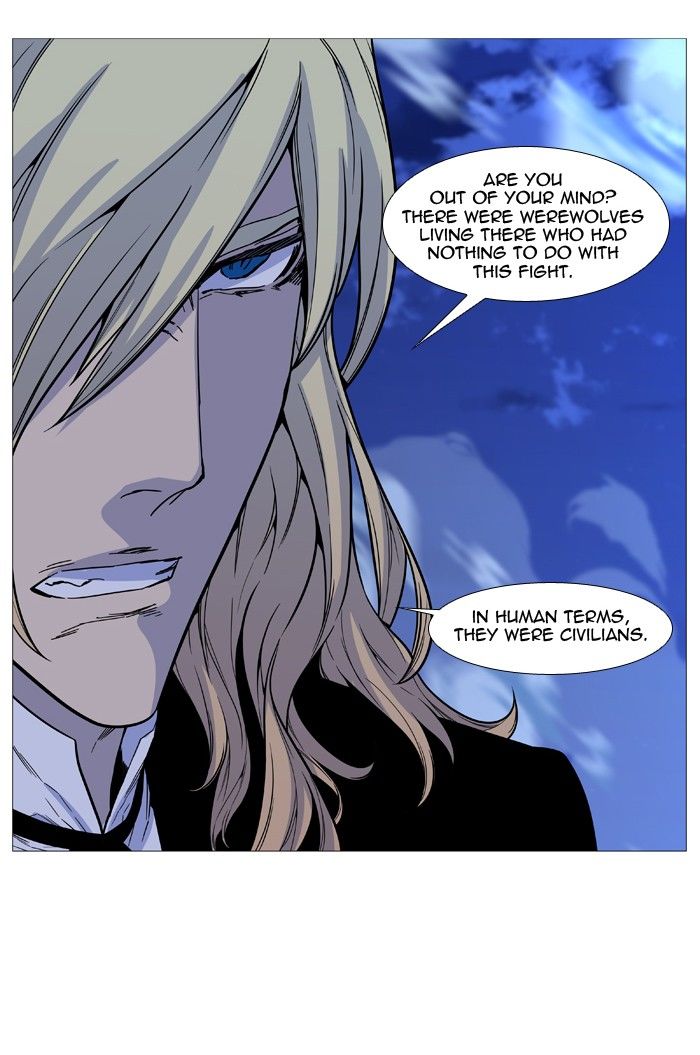 ARE YOU
OUT OF YOUR MIND?
THERE WERE WEREWOLVES
LIVING THERE WHO HAD
NOTHING TO DO WITH
THIS FIGHT.
IN HUMAN TERMS,
THEY WERE CIVILIANS.